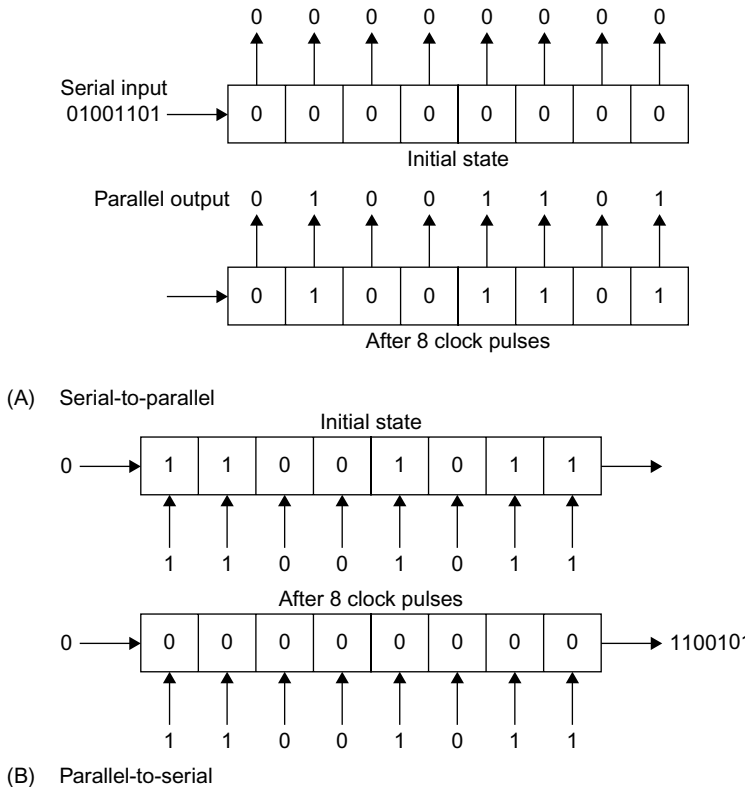 0 0 0 0 0 0 0 0
Serial input
01001101
0 0 0 0 0 0 0 0
Initial state
Parallel output 0 1 0 0 1 1 0 1
0 1 0 0 1 1 0 1
After 8 clock pulses
(A) Serial-to-parallel
Initial state
0 1 1 0 0 1 0 1 1
1 1 0 0 1 0 1 1
After 8 clock pulses
0 0 0 0 0 0 0 0 0 1100101
1 1 0 0 1 0 1 1
(B) Parallel-to-serial